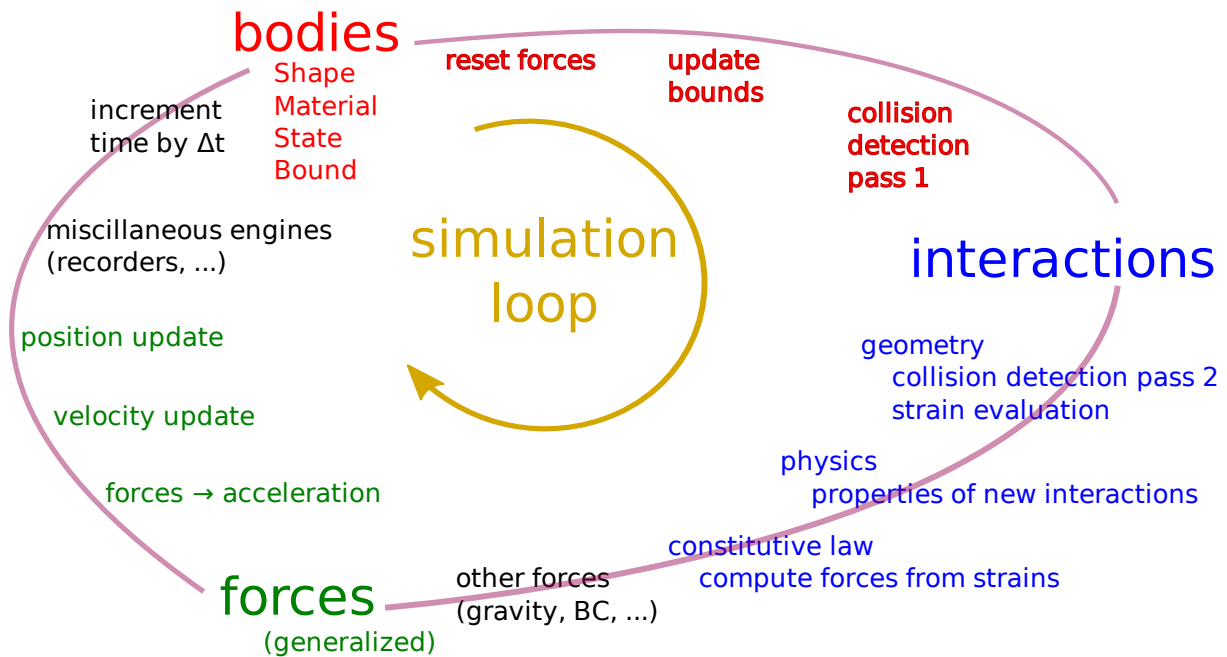 bodies
Shape
Material
State
Bound
reset forces
update
bounds
collision
detection
pass 1
interactions
geometry
collision detection pass 2
strain evaluation
physics
properties of new interactions
constitutive law
compute forces from strains
other forces
(gravity, BC, ...)
forces
(generalized)
forces → acceleration
velocity update
position update
miscillaneous engines
(recorders, ...)
increment
time by Δt
simulation
loop